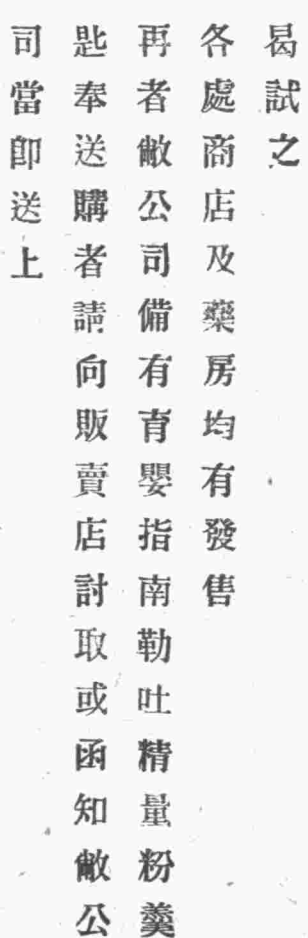 曷試之
各處商店及藥房均有發售
再者敝公司備有育嬰指南勒吐精量粉羹
匙奉送購者請向販賣店討取或函知敝公
司當卽送上